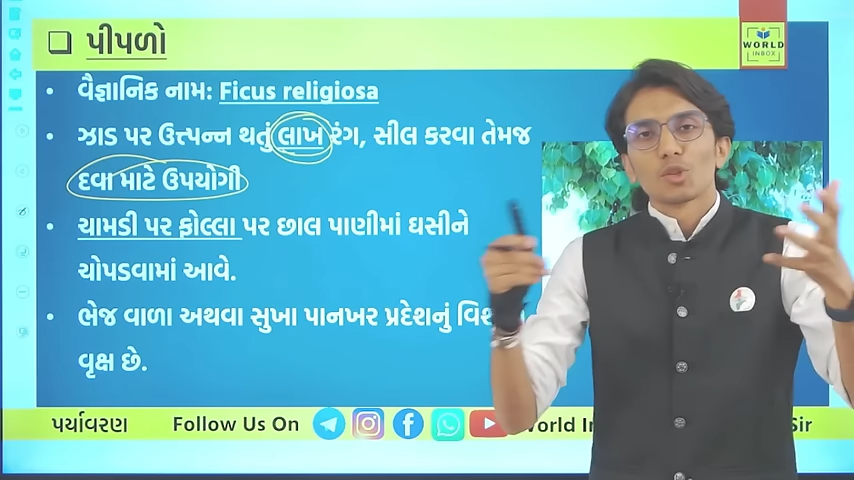 ❑ પીપળો
WORLD
INBOX
• વૈજ્ઞાનિક નામ: Ficus religiosa
• ઝાડ પર ઉત્ત્પન્ન થતું લાખ રંગ, સીલ કરવા તેમજ
દવા માટે ઉપયોગી
• ચામડી પર ફોલ્લા પર છાલ પાણીમાં ઘસીને
ચોપડવામાં આવે.
• ભેજ વાળા અથવા સુખા પાનખર પ્રદેશનું
વૃક્ષ છે.
પર્યાવરણ Follow Us On World Sir